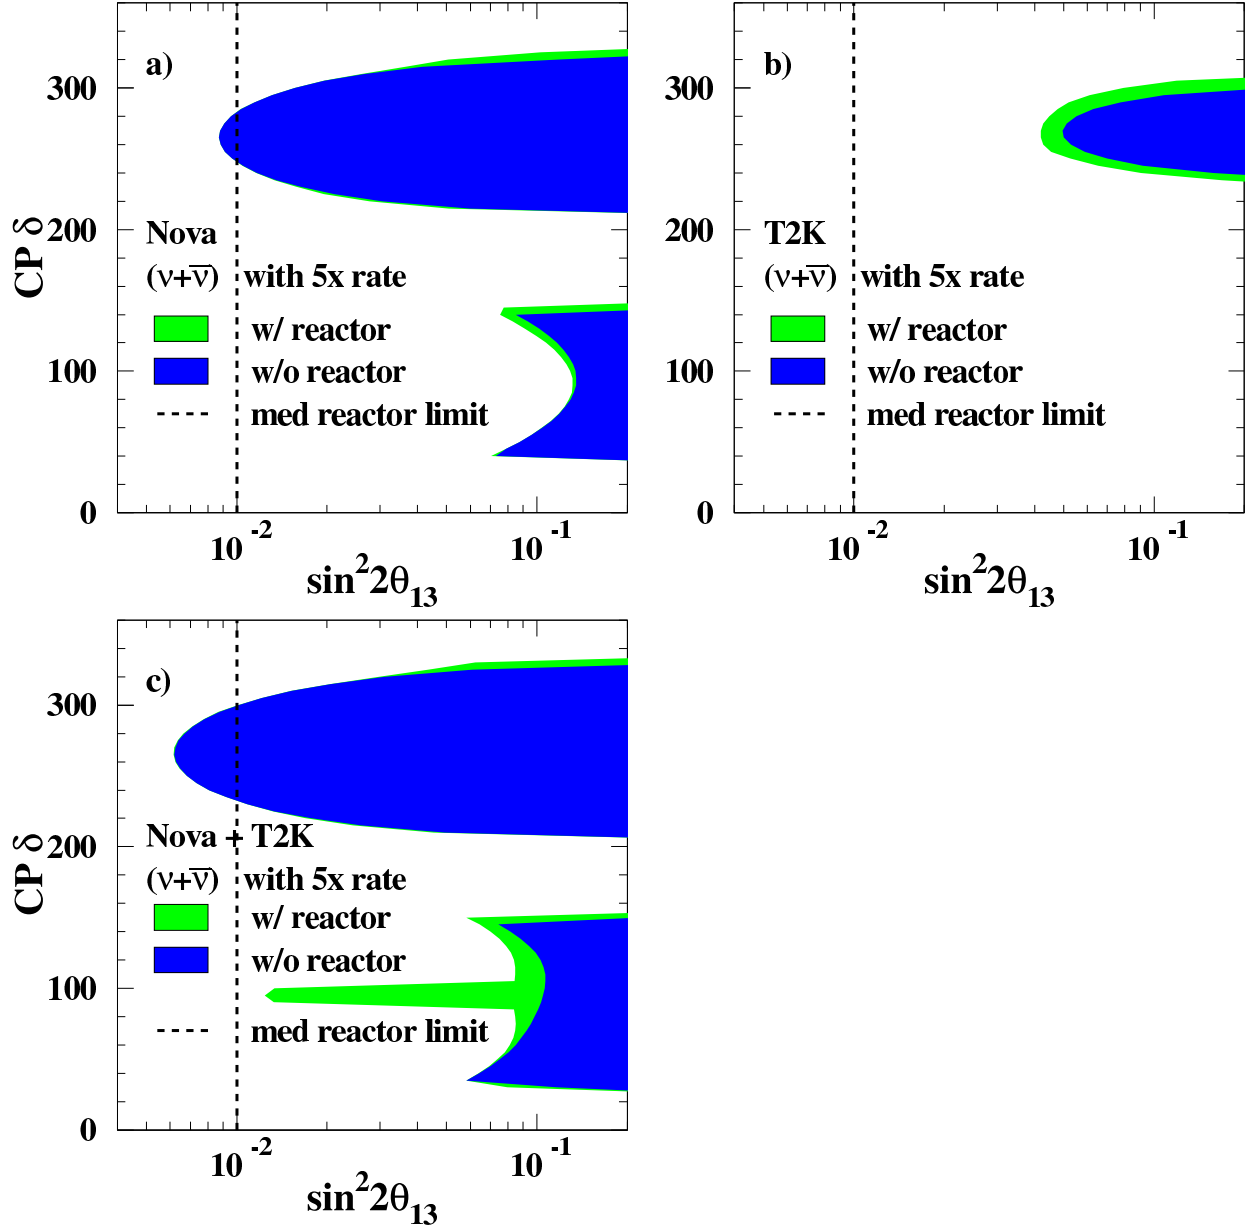 a)
300
200
100
0
CP δ
Nova
(ν+ν̅) with 5x rate
w/ reactor
w/o reactor
med reactor limit
10⁻² 10⁻¹
sin²2θ₁₃
b)
300
200
100
0
T2K
(ν+ν̅) with 5x rate
w/ reactor
w/o reactor
med reactor limit
10⁻² 10⁻¹
sin²2θ₁₃
c)
300
200
100
0
CP δ
Nova + T2K
(ν+ν̅) with 5x rate
w/ reactor
w/o reactor
med reactor limit
10⁻² 10⁻¹
sin²2θ₁₃